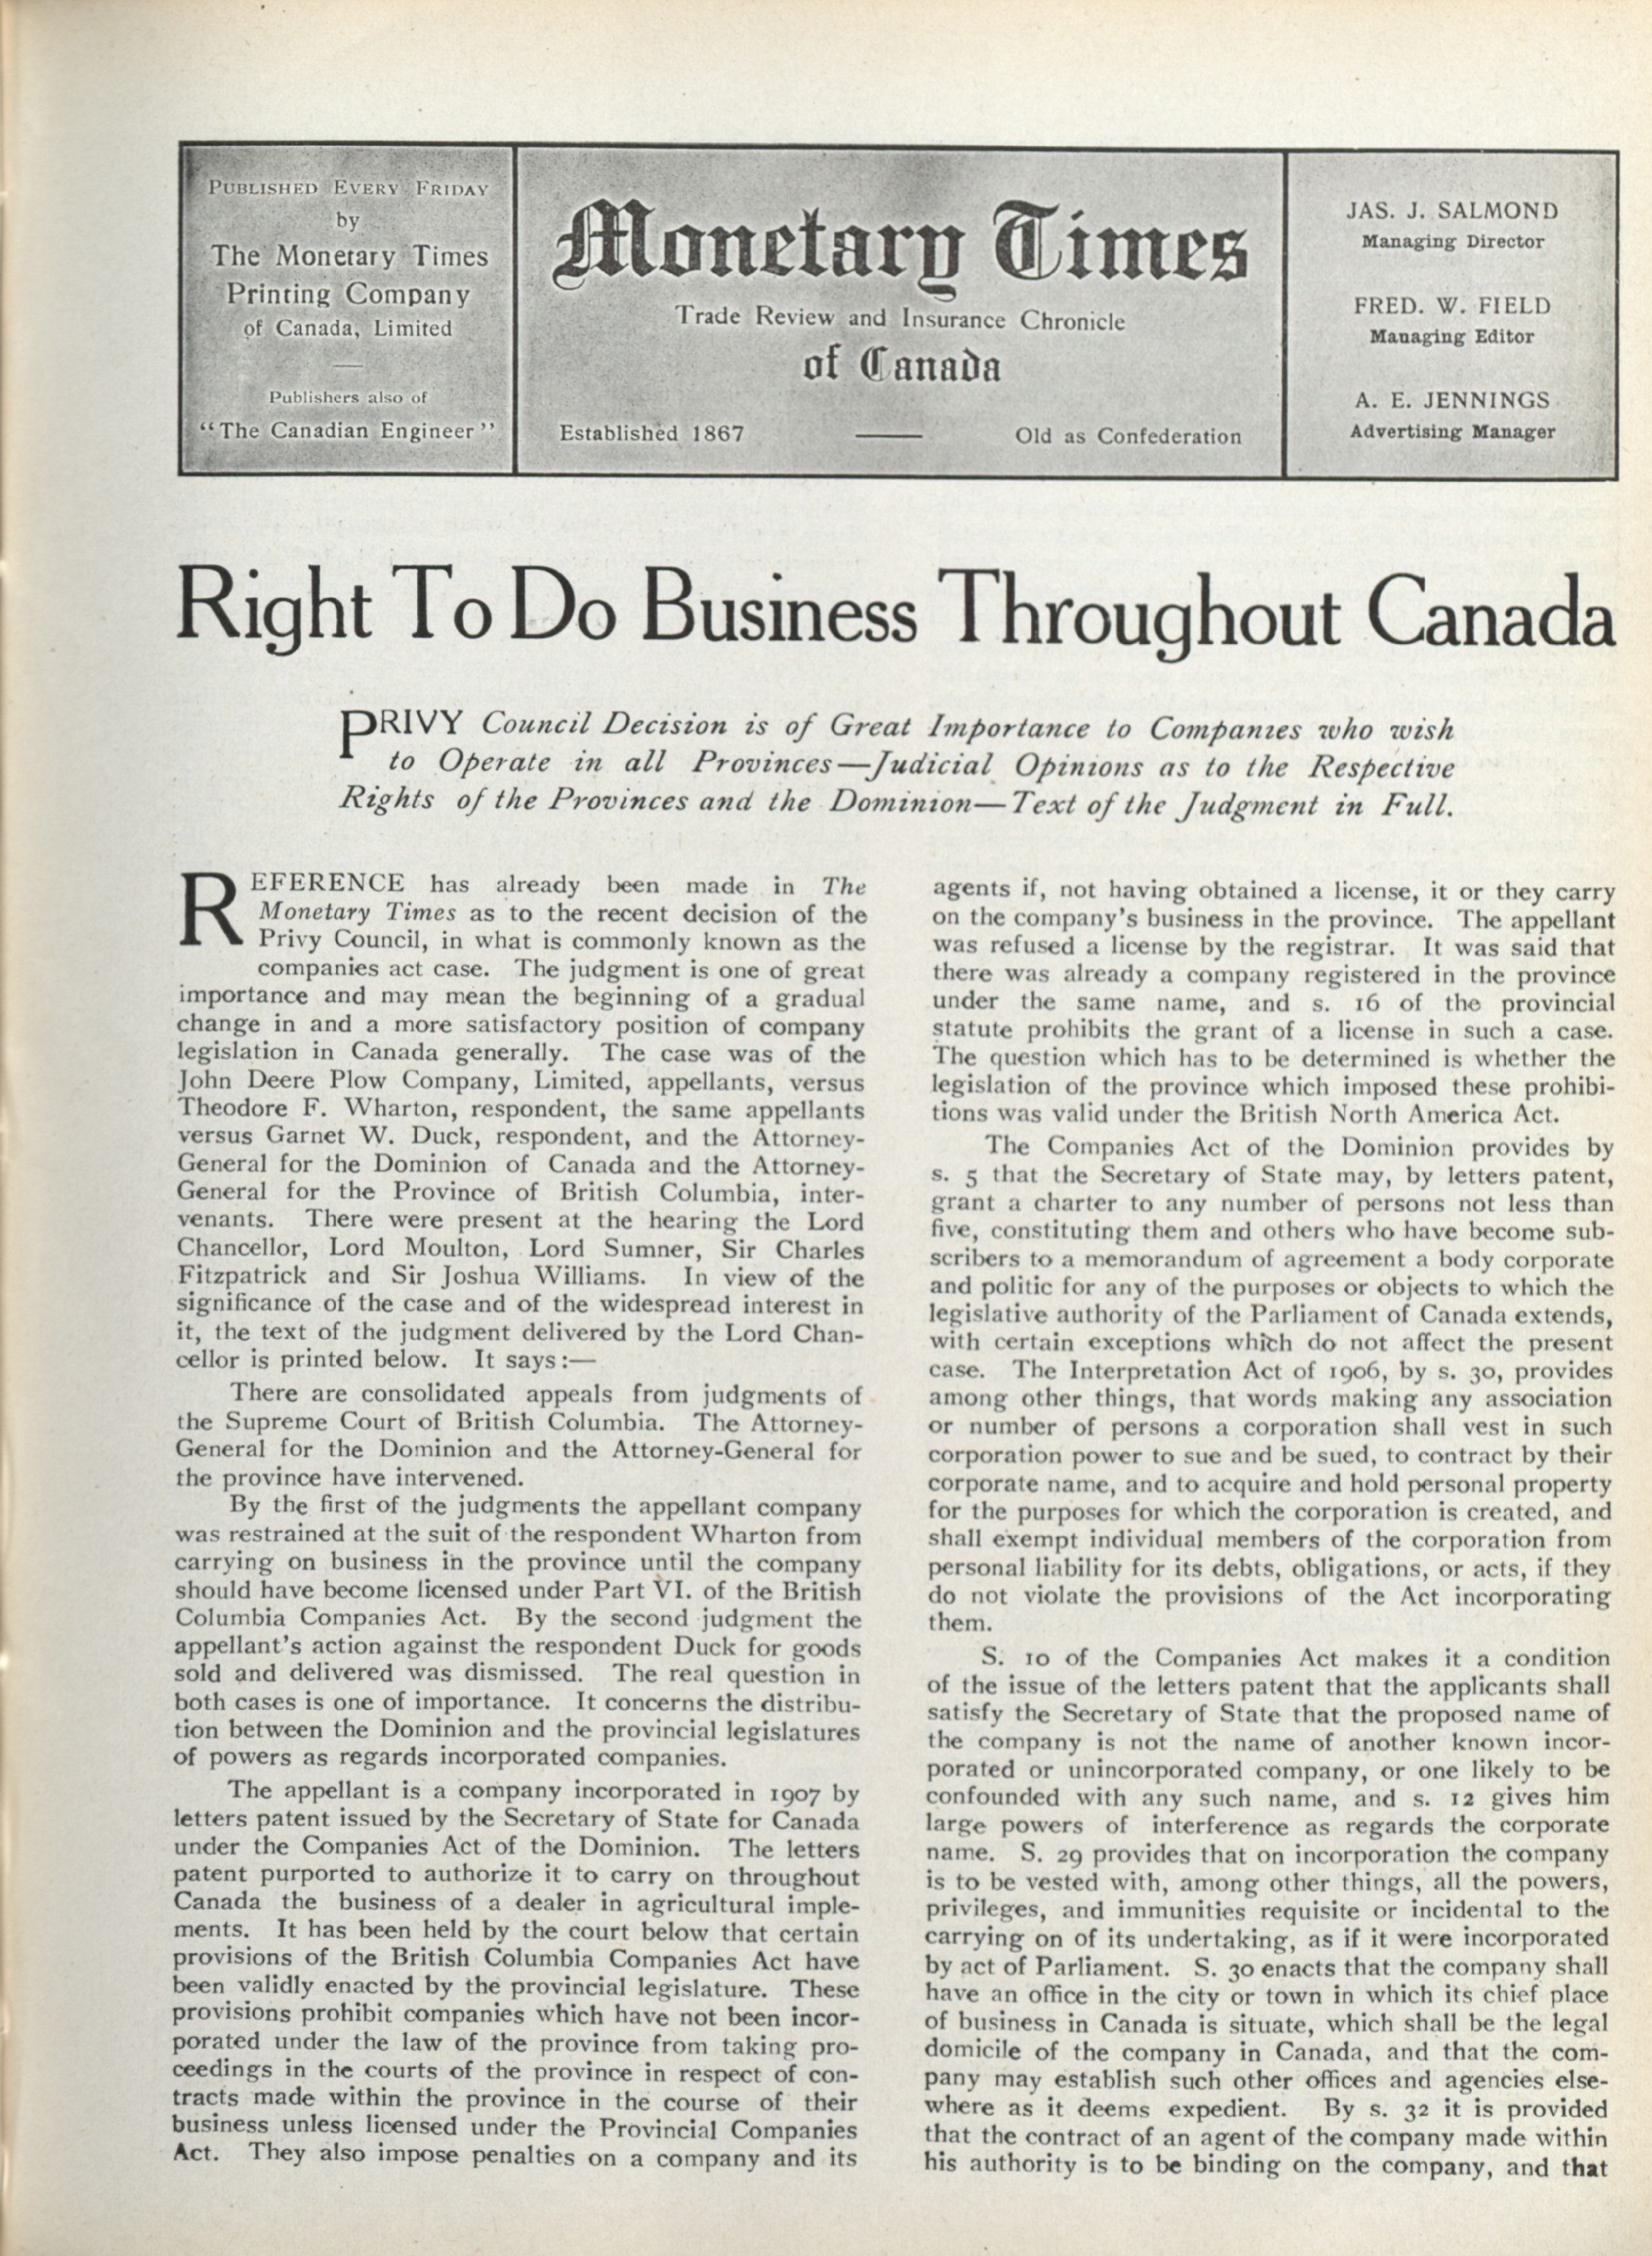 PUBLISHED EVERY FRIDAY
by
The Monetary Times
Printing Company
of Canada, Limited
Publishers also of
"The Canadian Engineer"
Monetary Times
Trade Review and Insurance Chronicle
of Canada
Established 1867
Old as Confederation
JAS. J. SALMOND
Managing Director
FRED. W. FIELD
Managing Editor
A. E. JENNINGS
Advertising Manager
Right To Do Business Throughout Canada
PRIVY Council Decision is of Great Importance to Companies who wish
to Operate in all Provinces—Judicial Opinions as to the Respective
Rights of the Provinces and the Dominion—Text of the Judgment in Full.
REFERENCE has already been made in The
Monetary Times as to the recent decision of the
Privy Council, in what is commonly known as the
companies act case. The judgment is one of great
importance and may mean the beginning of a gradual
change in and a more satisfactory position of company
legislation in Canada generally. The case was of the
John Deere Plow Company, Limited, appellants, versus
Theodore F. Wharton, respondent, the same appellants
versus Garnet W. Duck, respondent, and the Attorney-
General for the Dominion of Canada and the Attorney-
General for the Province of British Columbia, inter-
venants. There were present at the hearing the Lord
Chancellor, Lord Moulton, Lord Sumner, Sir Charles
Fitzpatrick and Sir Joshua Williams. In view of the
significance of the case and of the widespread interest in
it, the text of the judgment delivered by the Lord Chan-
cellor is printed below. It says:—
There are consolidated appeals from judgments of
the Supreme Court of British Columbia. The Attorney-
General for the Dominion and the Attorney-General for
the province have intervened.
By the first of the judgments the appellant company
was restrained at the suit of the respondent Wharton from
carrying on business in the province until the company
should have become licensed under Part VI. of the British
Columbia Companies Act. By the second judgment the
appellant's action against the respondent Duck for goods
sold and delivered was dismissed. The real question in
both cases is one of importance. It concerns the distribu-
tion between the Dominion and the provincial legislatures
of powers as regards incorporated companies.
The appellant is a company incorporated in 1907 by
letters patent issued by the Secretary of State for Canada
under the Companies Act of the Dominion. The letters
patent purported to authorize it to carry on throughout
Canada the business of a dealer in agricultural imple-
ments. It has been held by the court below that certain
provisions of the British Columbia Companies Act have
been validly enacted by the provincial legislature. These
provisions prohibit companies which have not been incor-
porated under the law of the province from taking pro-
ceedings in the courts of the province in respect of con-
tracts made within the province in the course of their
business unless licensed under the Provincial Companies
Act. They also impose penalties on a company and its
agents if, not having obtained a license, it or they carry
on the company's business in the province. The appellant
was refused a license by the registrar. It was said that
there was already a company registered in the province
under the same name, and s. 16 of the provincial
statute prohibits the grant of a license in such a case.
The question which has to be determined is whether the
legislation of the province which imposed these prohibi-
tions was valid under the British North America Act.
The Companies Act of the Dominion provides by
s. 5 that the Secretary of State may, by letters patent,
grant a charter to any number of persons not less than
five, constituting them and others who have become sub-
scribers to a memorandum of agreement a body corporate
and politic for any of the purposes or objects to which the
legislative authority of the Parliament of Canada extends,
with certain exceptions which do not affect the present
case. The Interpretation Act of 1906, by s. 30, provides
among other things, that words making any association
or number of persons a corporation shall vest in such
corporation power to sue and be sued, to contract by their
corporate name, and to acquire and hold personal property
for the purposes for which the corporation is created, and
shall exempt individual members of the corporation from
personal liability for its debts, obligations, or acts, if they
do not violate the provisions of the Act incorporating
them.
S. 10 of the Companies Act makes it a condition
of the issue of the letters patent that the applicants shall
satisfy the Secretary of State that the proposed name of
the company is not the name of another known incor-
porated or unincorporated company, or one likely to be
confounded with any such name, and s. 12 gives him
large powers of interference as regards the corporate
name. S. 29 provides that on incorporation the company
is to be vested with, among other things, all the powers,
privileges, and immunities requisite or incidental to the
carrying on of its undertaking, as if it were incorporated
by act of Parliament. S. 30 enacts that the company shall
have an office in the city or town in which its chief place
of business in Canada is situate, which shall be the legal
domicile of the company in Canada, and that the com-
pany may establish such other offices and agencies else-
where as it deems expedient. By s. 32 it is provided
that the contract of an agent of the company made within
his authority is to be binding on the company, and that